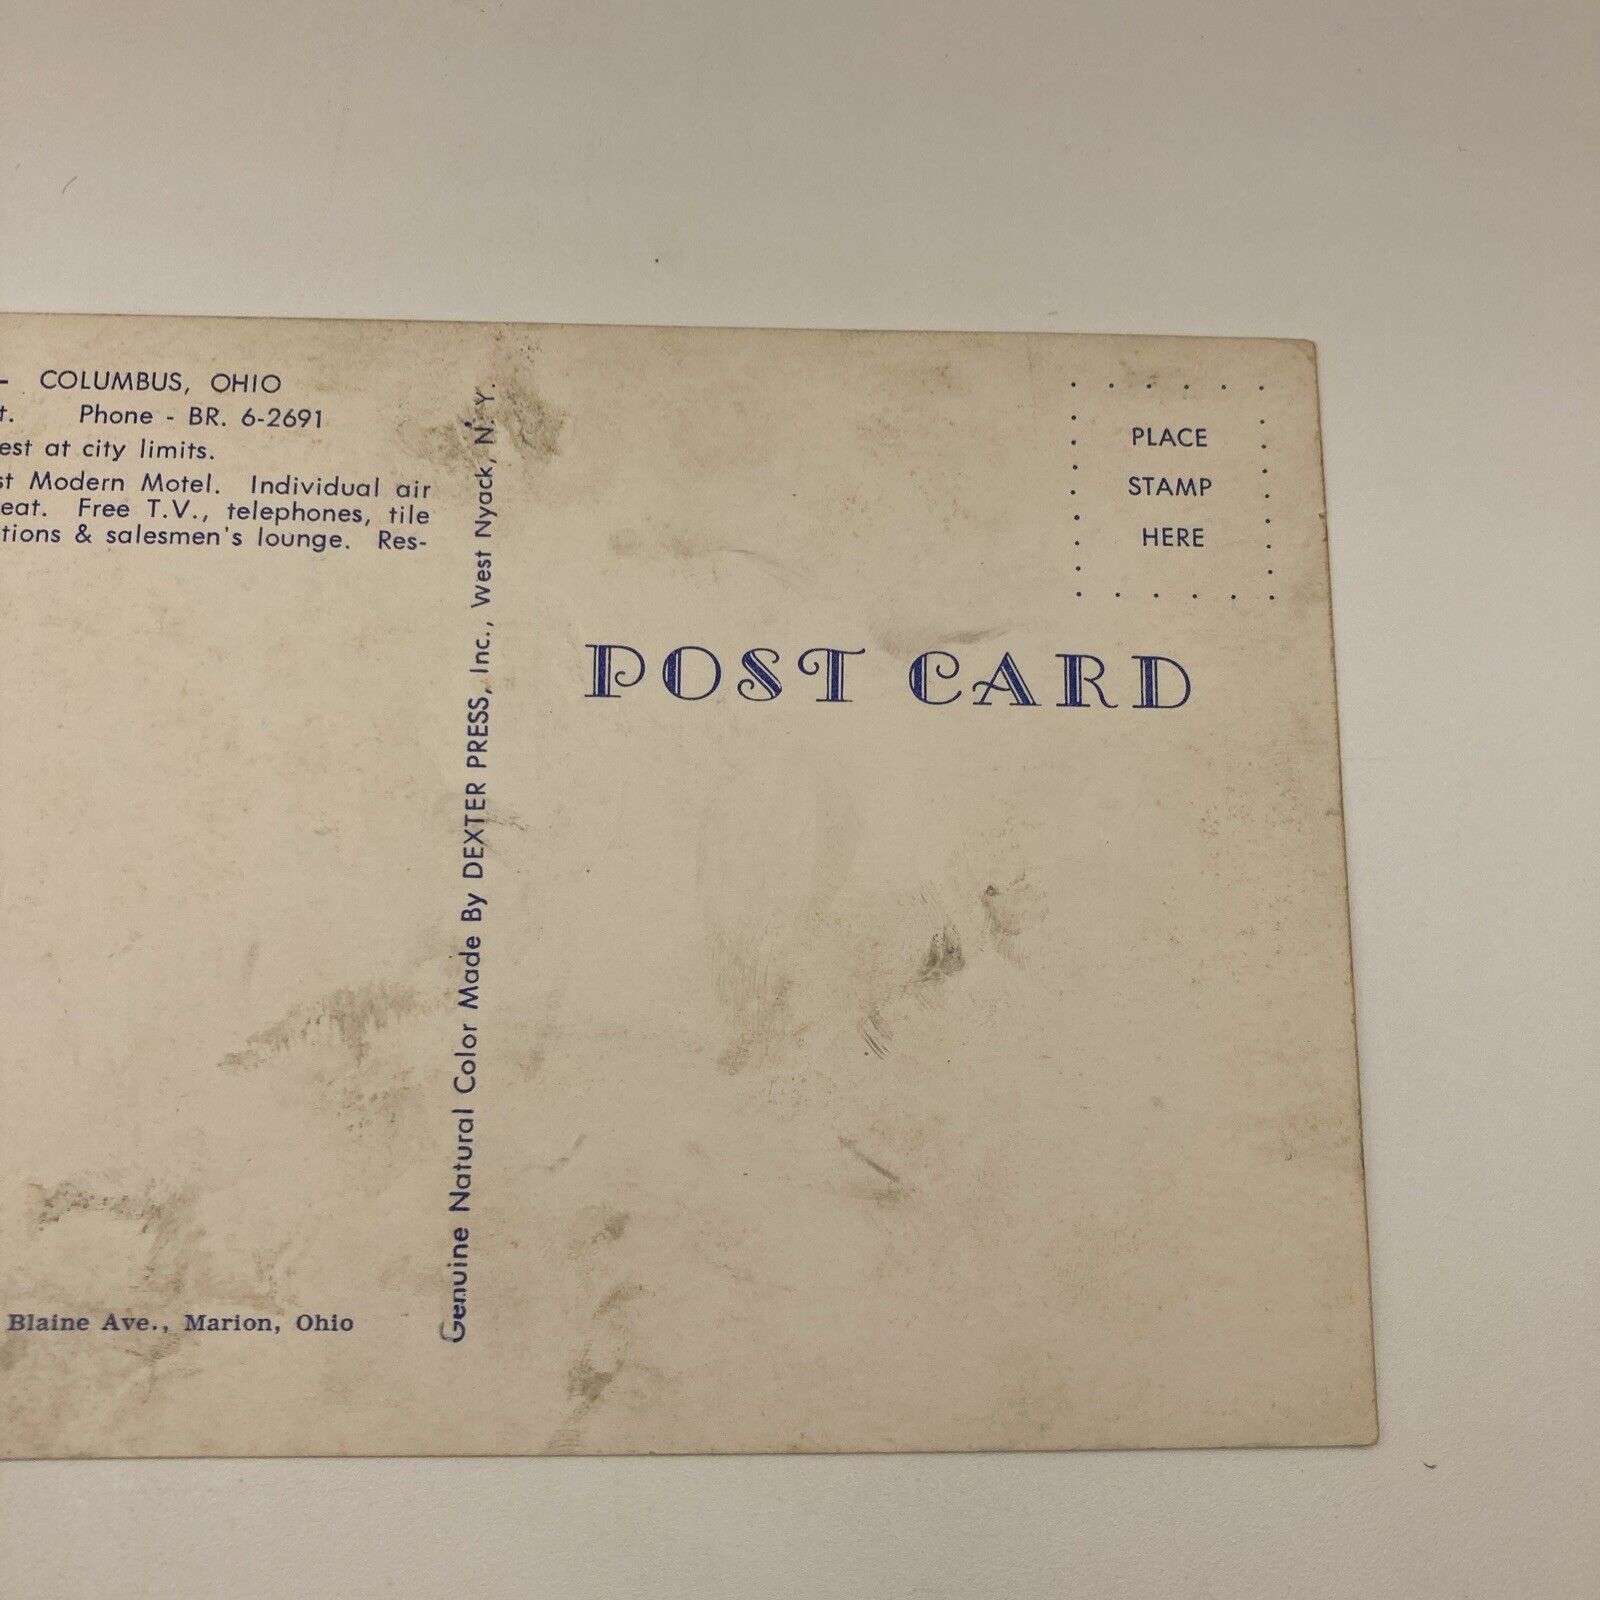 - COLUMBUS, OHIO
t. Phone - BR. 6-2691
est at city limits.
st Modern Motel. Individual air
eat. Free T.V., telephones, tile
tions & salesmen's lounge. Res-
Blaine Ave., Marion, Ohio
Genuine Natural Color Made By DEXTER PRESS, Inc., West Nyack, N. Y.
PLACE
STAMP
HERE
POST CARD